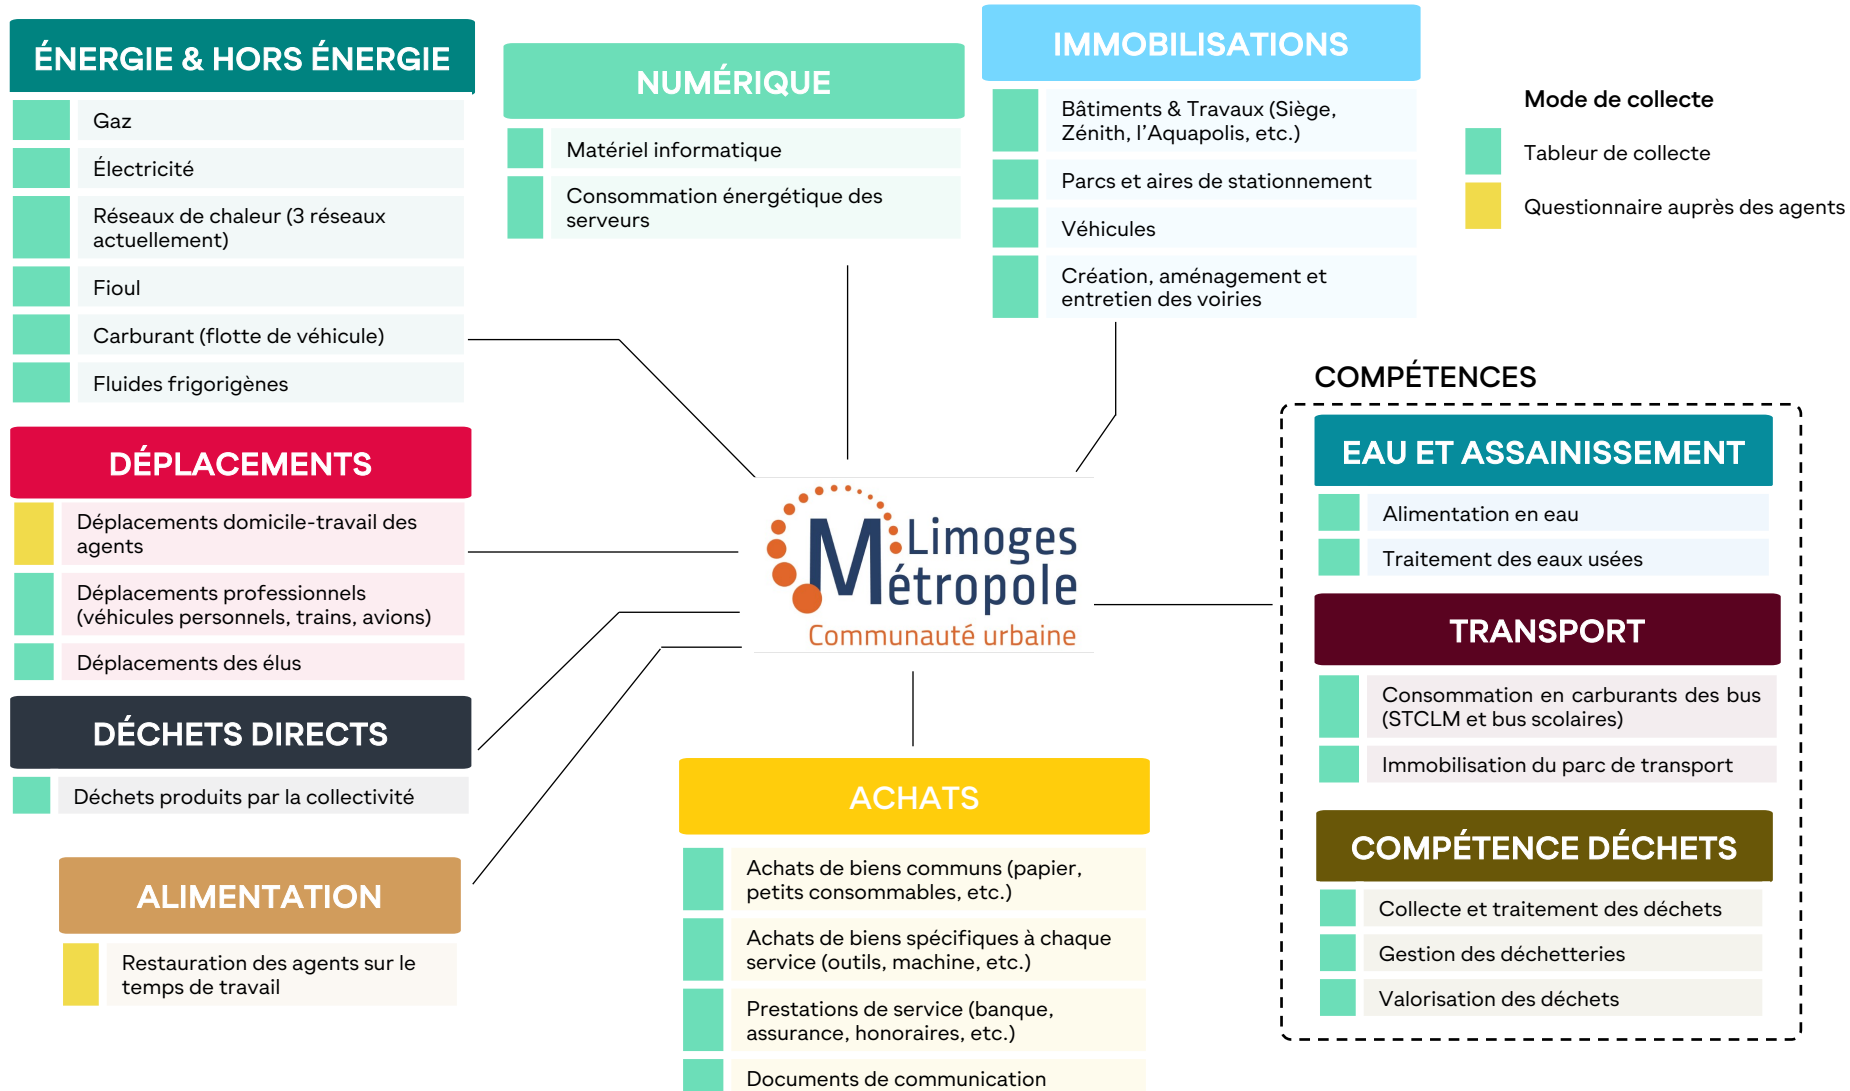 ÉNERGIE & HORS ÉNERGIE
Gaz
Électricité
Réseaux de chaleur (3 réseaux
actuellement)
Fioul
Carburant (flotte de véhicule)
Fluides frigorigènes
NUMÉRIQUE
Matériel informatique
Consommation énergétique des
serveurs
IMMOBILISATIONS
Bâtiments & Travaux (Siège,
Zénith, l'Aquapolis, etc.)
Parcs et aires de stationnement
Véhicules
Création, aménagement et
entretien des voiries
Mode de collecte
Tableur de collecte
Questionnaire auprès des agents
DÉPLACEMENTS
Déplacements domicile-travail des
agents
Déplacements professionnels
(véhicules personnels, trains, avions)
Déplacements des élus
DÉCHETS DIRECTS
Déchets produits par la collectivité
ALIMENTATION
Restauration des agents sur le
temps de travail
Limoges
Métropole
Communauté urbaine
ACHATS
Achats de biens communs (papier,
petits consommables, etc.)
Achats de biens spécifiques à chaque
service (outils, machine, etc.)
Prestations de service (banque,
assurance, honoraires, etc.)
Documents de communication
COMPÉTENCES
EAU ET ASSAINISSEMENT
Alimentation en eau
Traitement des eaux usées
TRANSPORT
Consommation en carburants des bus
(STCLM et bus scolaires)
Immobilisation du parc de transport
COMPÉTENCE DÉCHETS
Collecte et traitement des déchets
Gestion des déchetteries
Valorisation des déchets